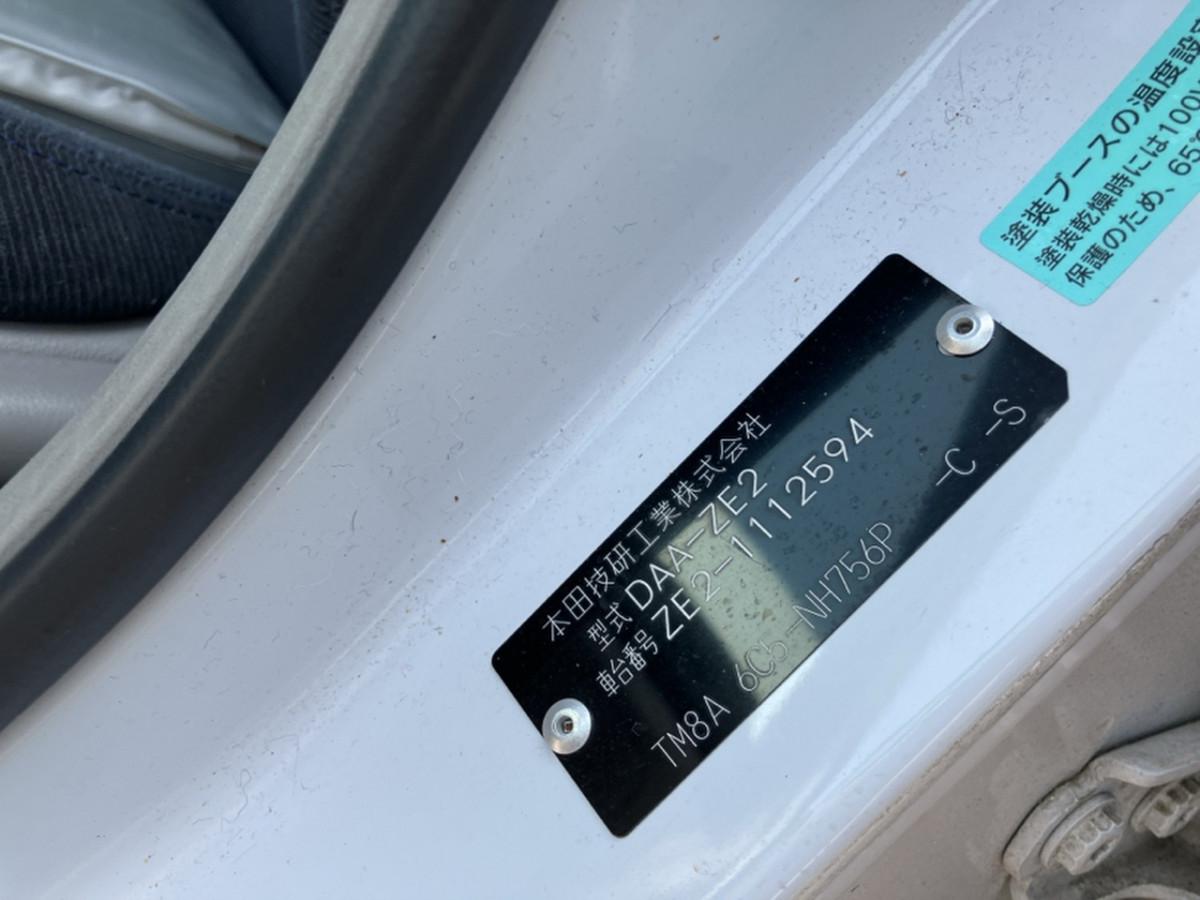 塗装ブースの温度設定
塗装乾燥時には100V
保護のため、65%
本田技研工業株式会社
型式 DAA-ZE2
車台番号 ZE2-1112594
TM8A 6C5-NH756P -C -S